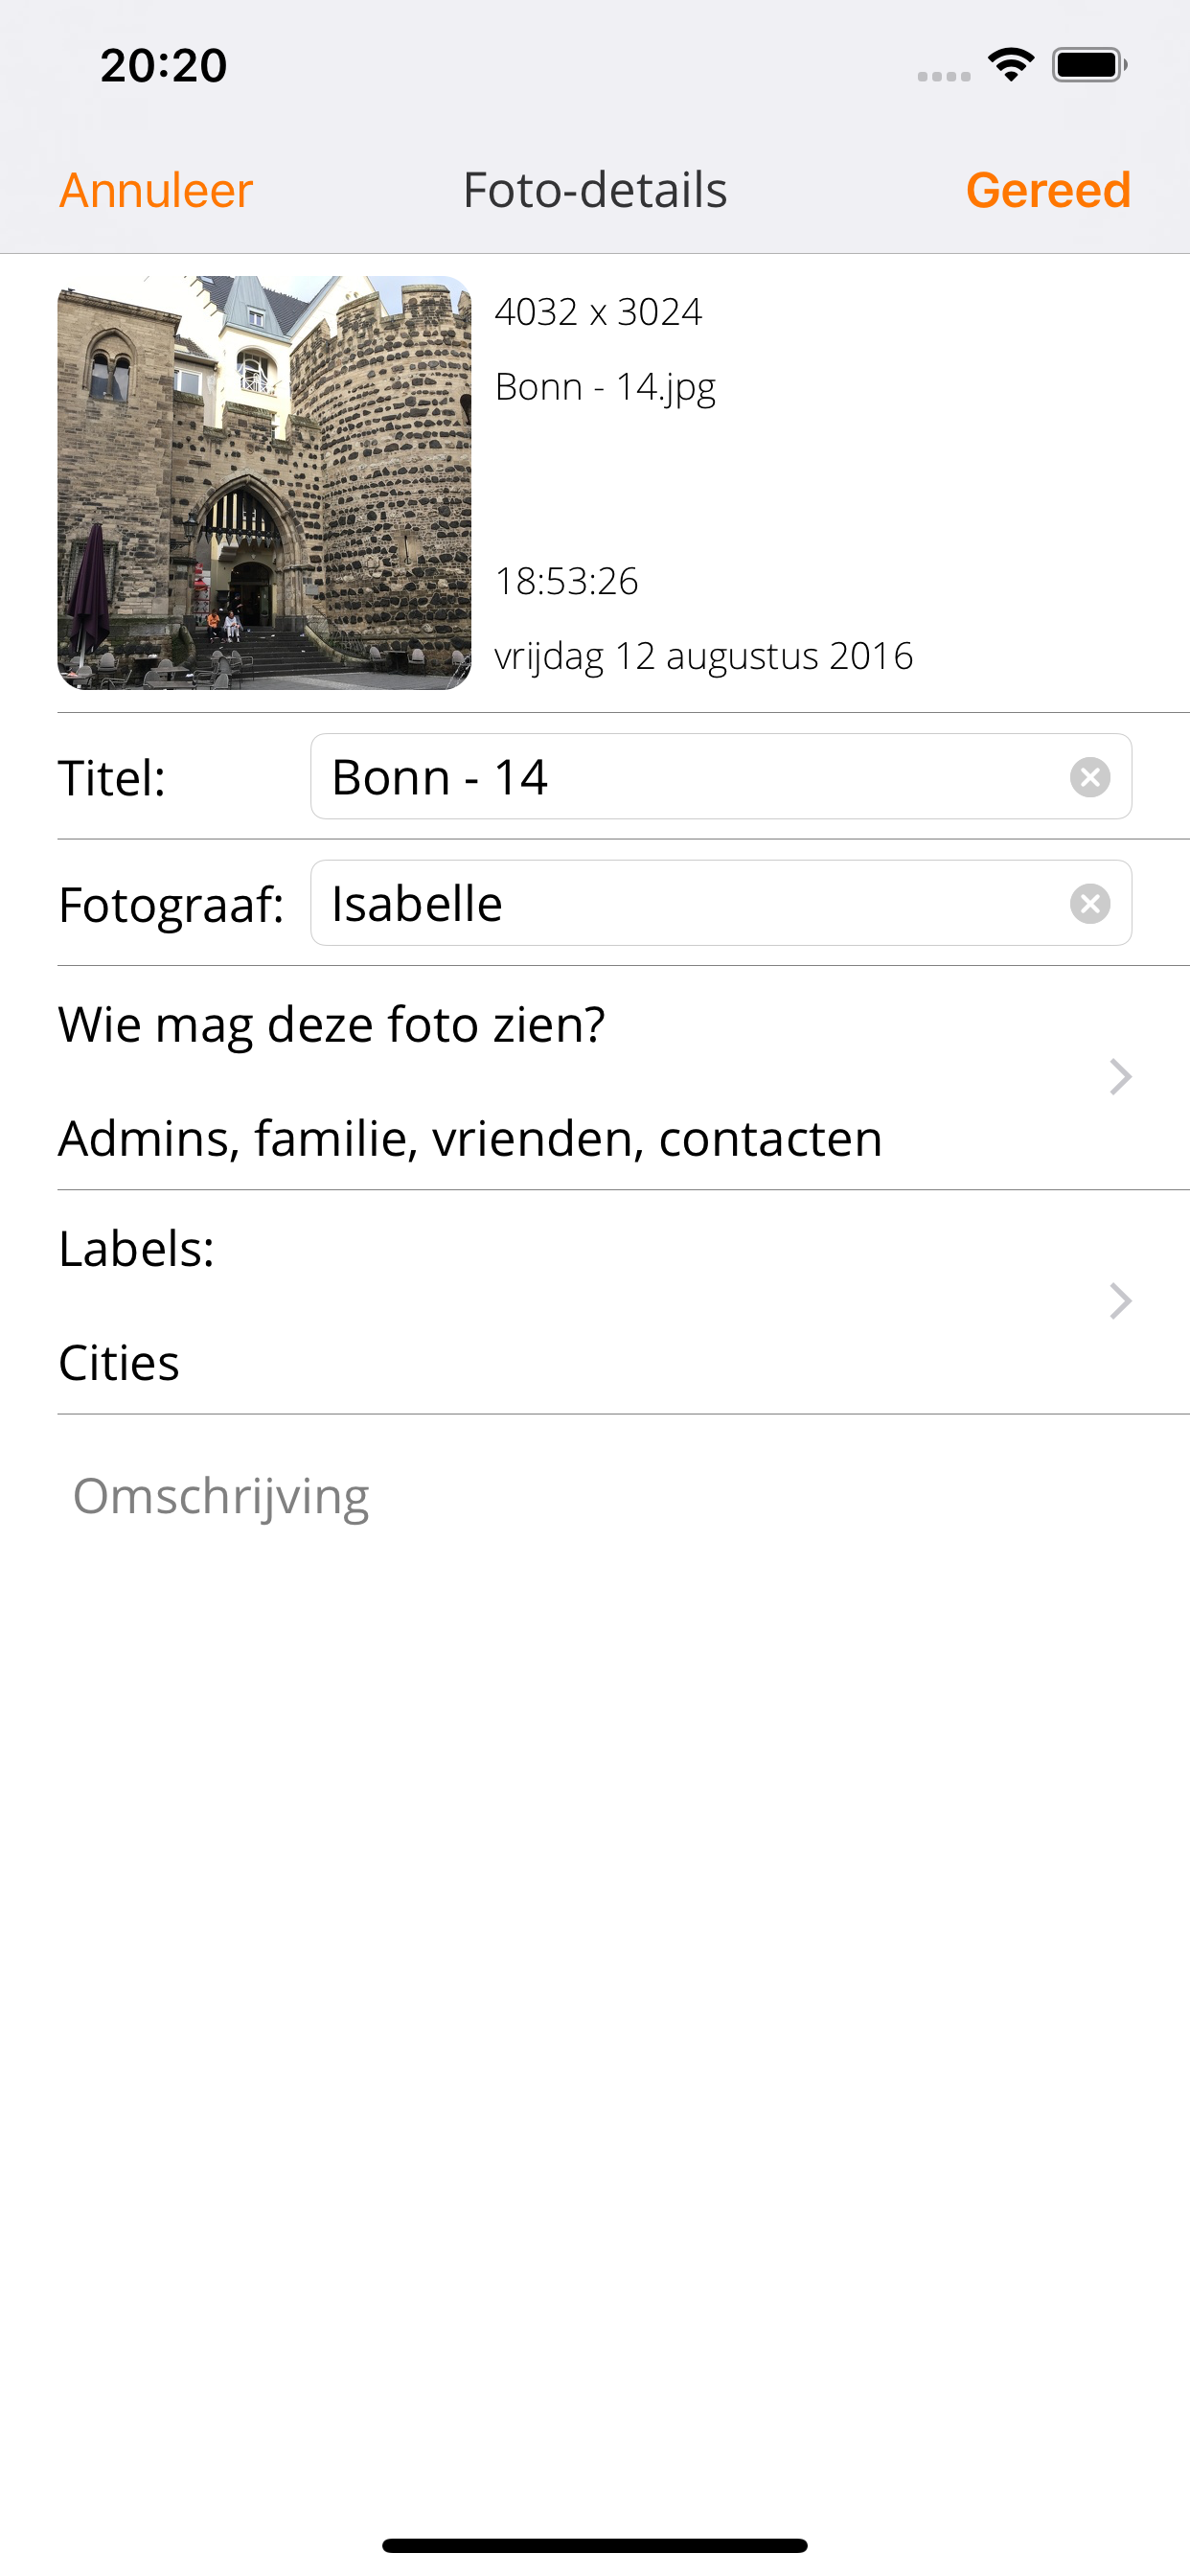 20:20
Annuleer
Foto-details
Gereed
4032 x 3024
Bonn - 14.jpg
18:53:26
vrijdag 12 augustus 2016
Titel:
Bonn - 14
Fotograaf:
Isabelle
Wie mag deze foto zien?
Admins, familie, vrienden, contacten
Labels:
Cities
Omschrijving